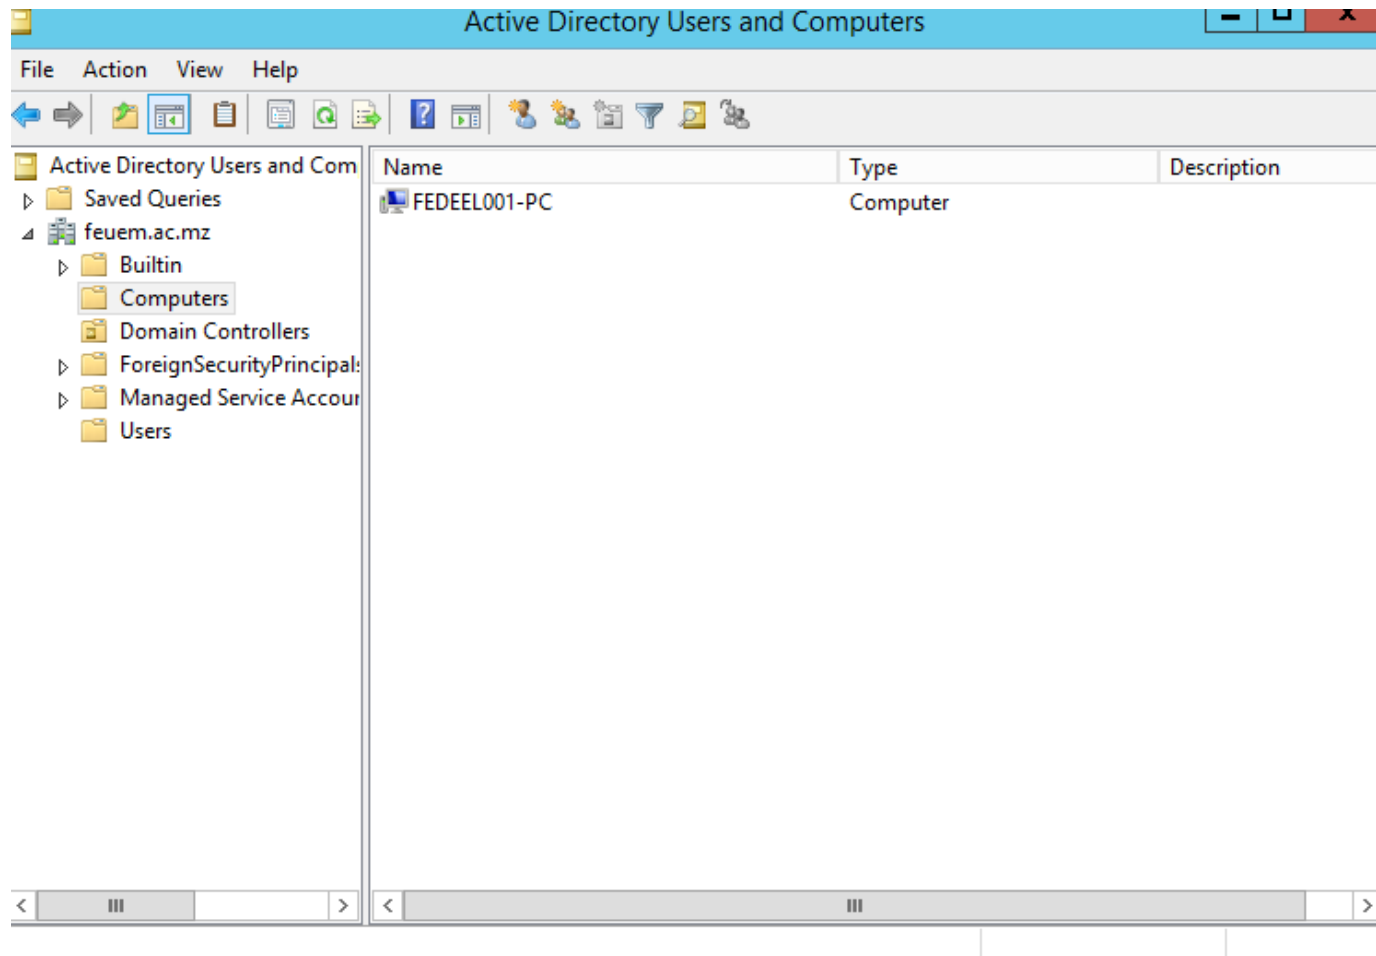 Active Directory Users and Computers
File Action View Help
Active Directory Users and Com
Saved Queries
feuem.ac.mz
Builtin
Computers
Domain Controllers
ForeignSecurityPrincipals
Managed Service Accour
Users
Name Type Description
FEDEEL001-PC Computer